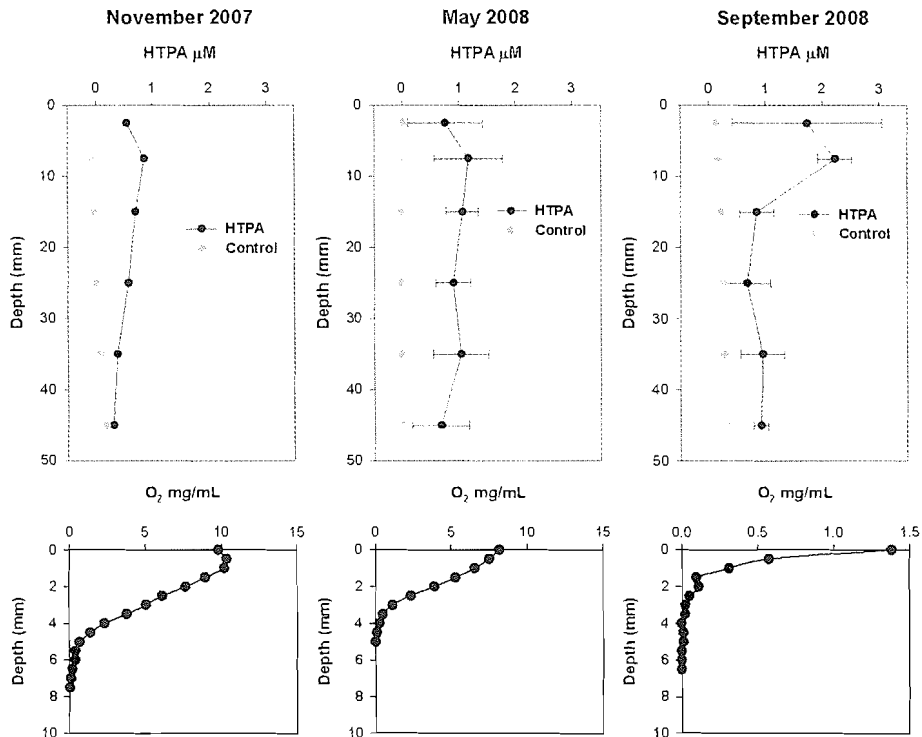 November 2007
May 2008
September 2008
HTPA µM
HTPA µM
HTPA µM
0 1 2 3
0 1 2 3
0 1 2 3
0
10
20
30
40
50
Depth (mm)
HTPA
Control
0
10
20
30
40
50
Depth (mm)
HTPA
Control
0
10
20
30
40
50
Depth (mm)
HTPA
Control
O2 mg/mL
O2 mg/mL
O2 mg/mL
0 5 10 15
0 5 10 15
0.0 0.5 1.0 1.5
0
2
4
6
8
10
Depth (mm)
0
2
4
6
8
10
Depth (mm)
0
2
4
6
8
10
Depth (mm)